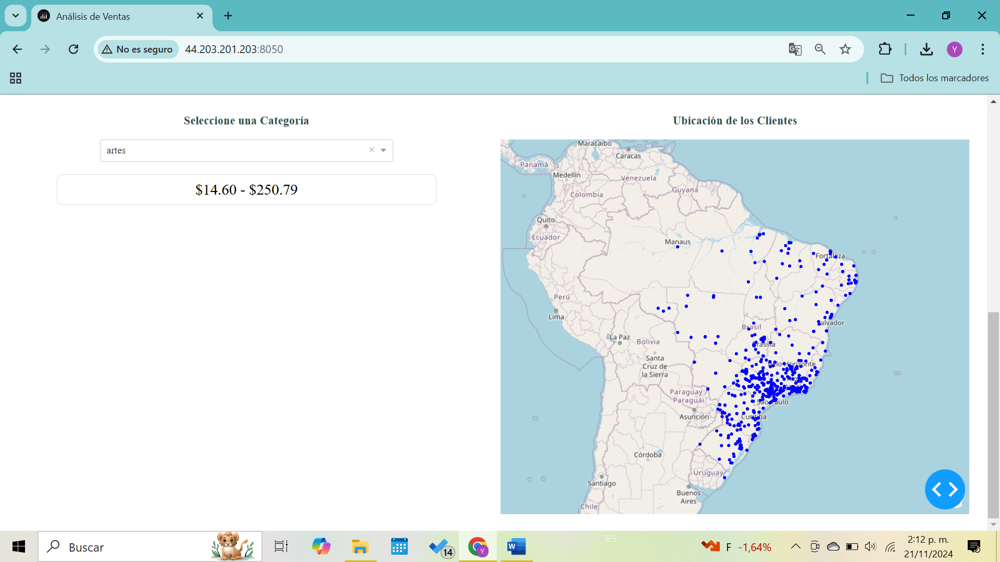 Análisis de Ventas
No es seguro
44.203.201.203:8050
Y
Todos los marcadores
Seleccione una Categoría
artes
$14.60 - $250.79
Ubicación de los Clientes
Maracaibo
Caracas
Panamá
Medellín
Venezuela
Guyana
Colombia
Quito
Ecuador
Manaus
Fortaleza
Perú
Lima
Salvador
Brasil
La Paz
Bolivia
Brasília
Santa
Cruz de
la Sierra
Belo Horizonte
Paraguay /
Paraguái
São Paulo
Asunción
Curitiba
Córdoba
Uruguay
Santiago
Buenos
Aires
Chile
Buscar
14
Y
W
ES
F -1,64%
2:12 p. m.
21/11/2024